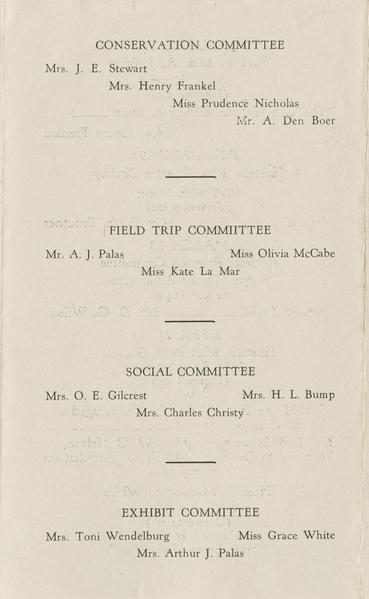 CONSERVATION COMMITTEE
Mrs. J. E. Stewart
Mrs. Henry Frankel
Miss Prudence Nicholas
Mr. A. Den Boer
FIELD TRIP COMMIITTEE
Mr. A. J. Palas Miss Olivia McCabe
Miss Kate La Mar
SOCIAL COMMITTEE
Mrs. O. E. Gilcrest Mrs. H. L. Bump
Mrs. Charles Christy
EXHIBIT COMMITTEE
Mrs. Toni Wendelburg Miss Grace White
Mrs. Arthur J. Palas